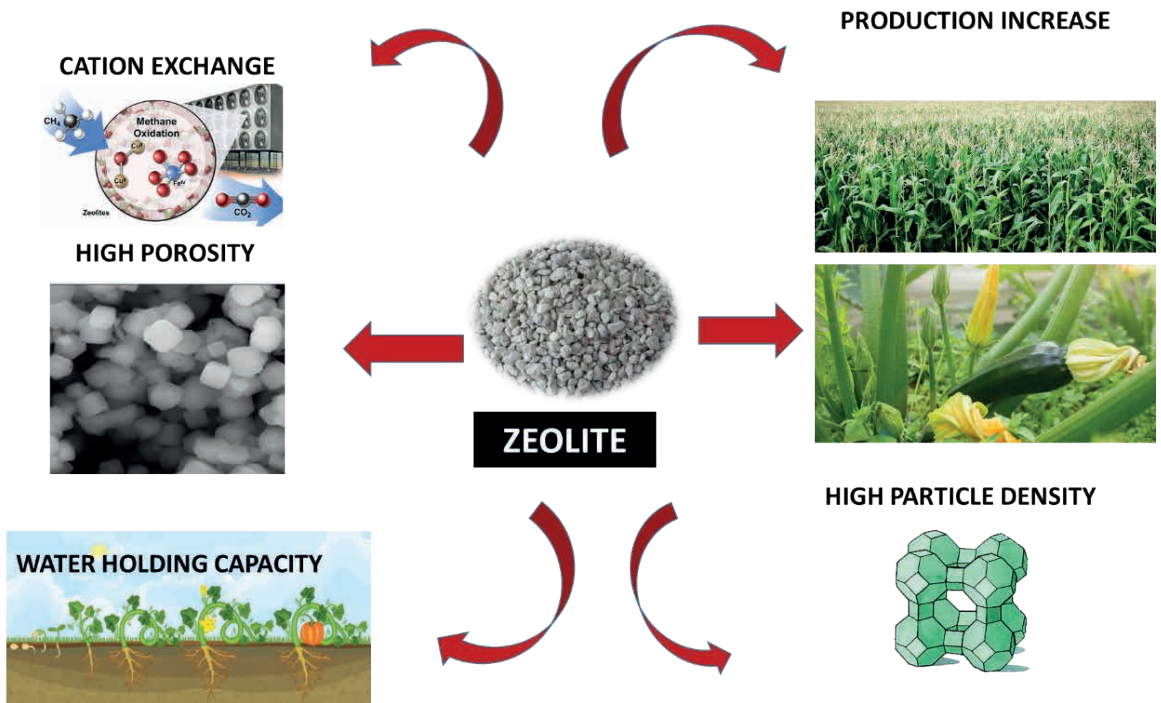 PRODUCTION INCREASE
CATION EXCHANGE
CH4
Methane
Oxidation
Zeolites
CO2
HIGH POROSITY
ZEOLITE
HIGH PARTICLE DENSITY
WATER HOLDING CAPACITY